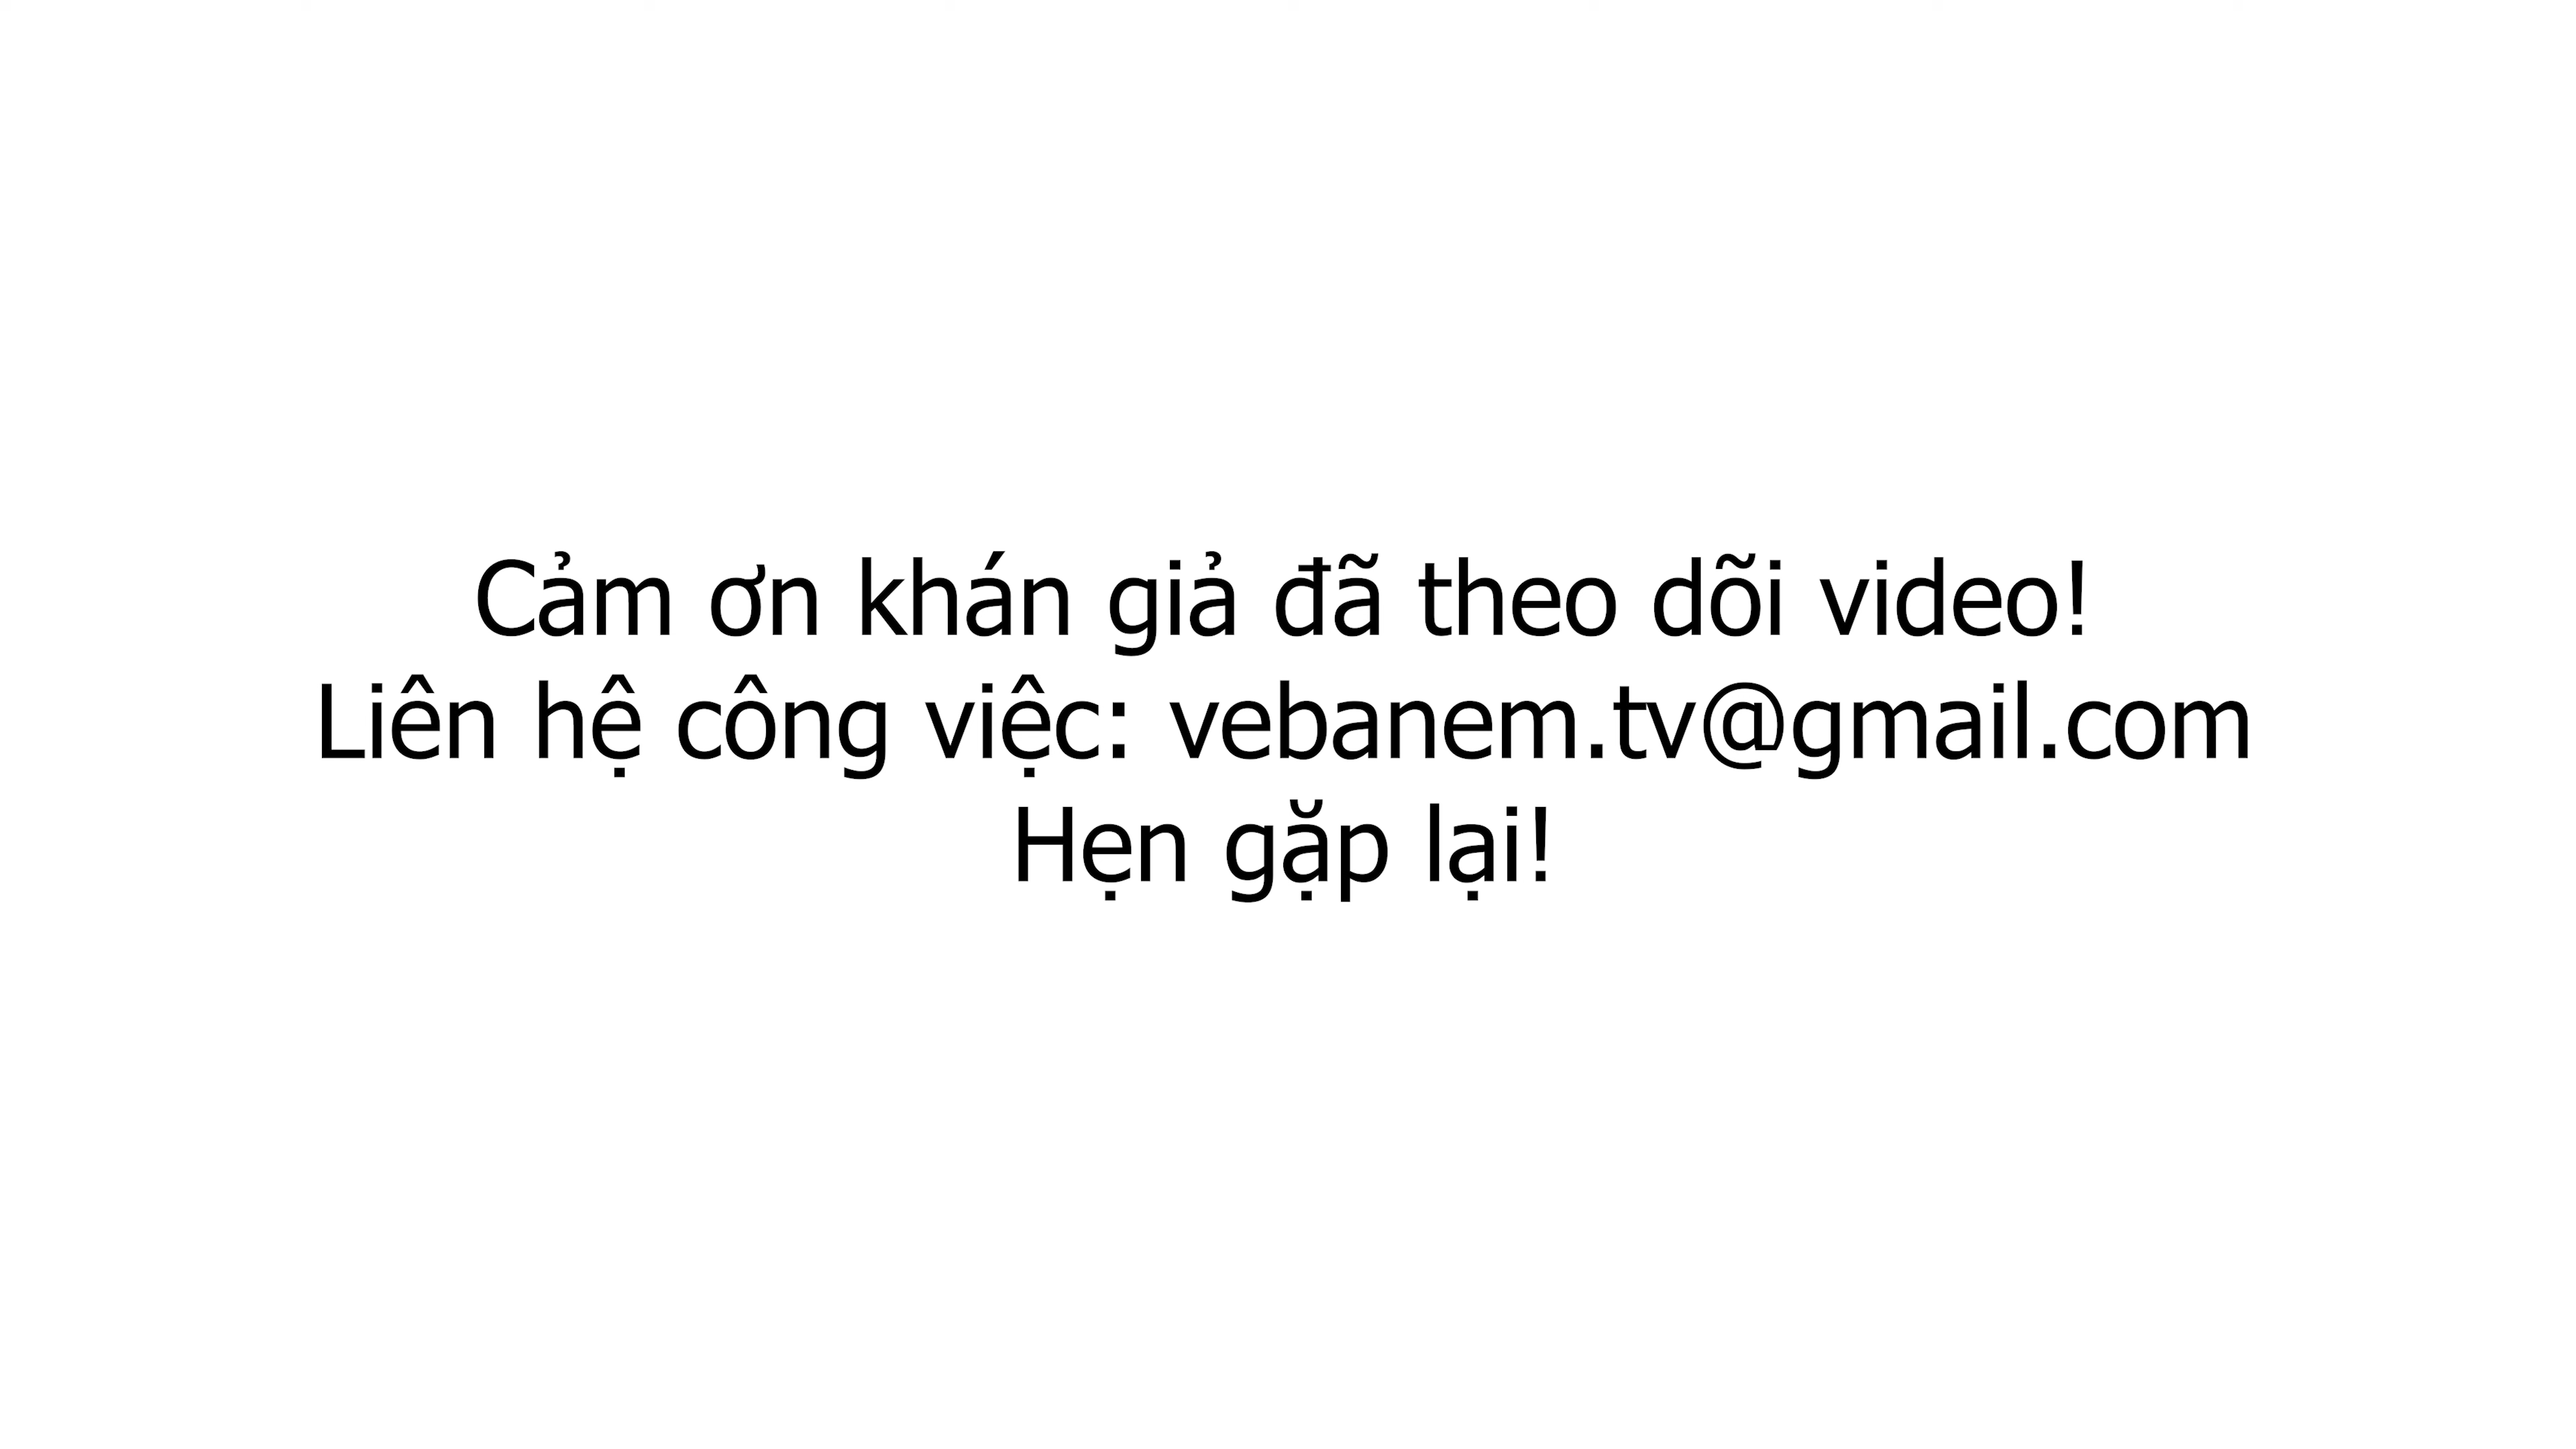 Cảm ơn khán giả đã theo dõi video!
Liên hệ công việc: vebanem.tv@gmail.com
Hẹn gặp lại!